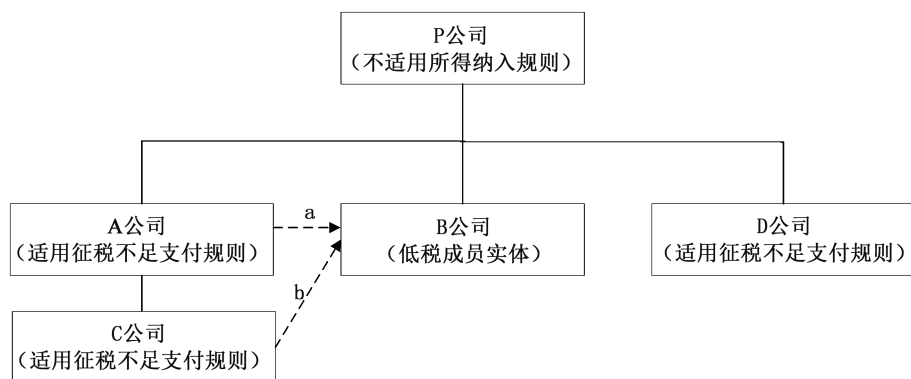 P公司
（不适用所得纳入规则）
A公司
（适用征税不足支付规则）
a
B公司
（低税成员实体）
D公司
（适用征税不足支付规则）
b
C公司
（适用征税不足支付规则）